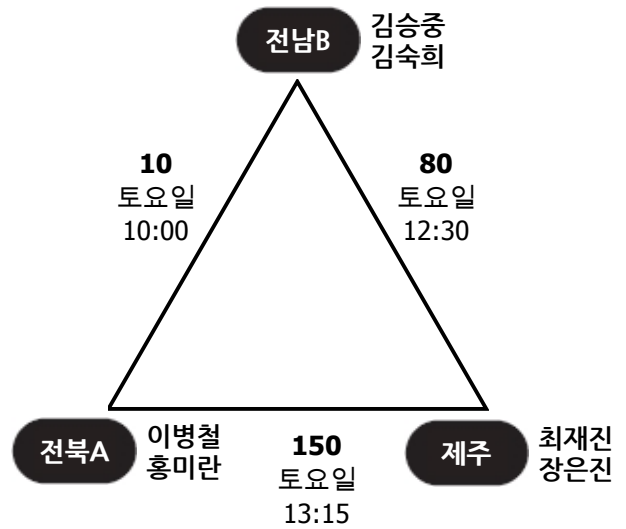 전남B
김승중
김숙희
10
토요일
10:00
80
토요일
12:30
전북A
이병철
홍미란
150
토요일
13:15
제주
최재진
장은진